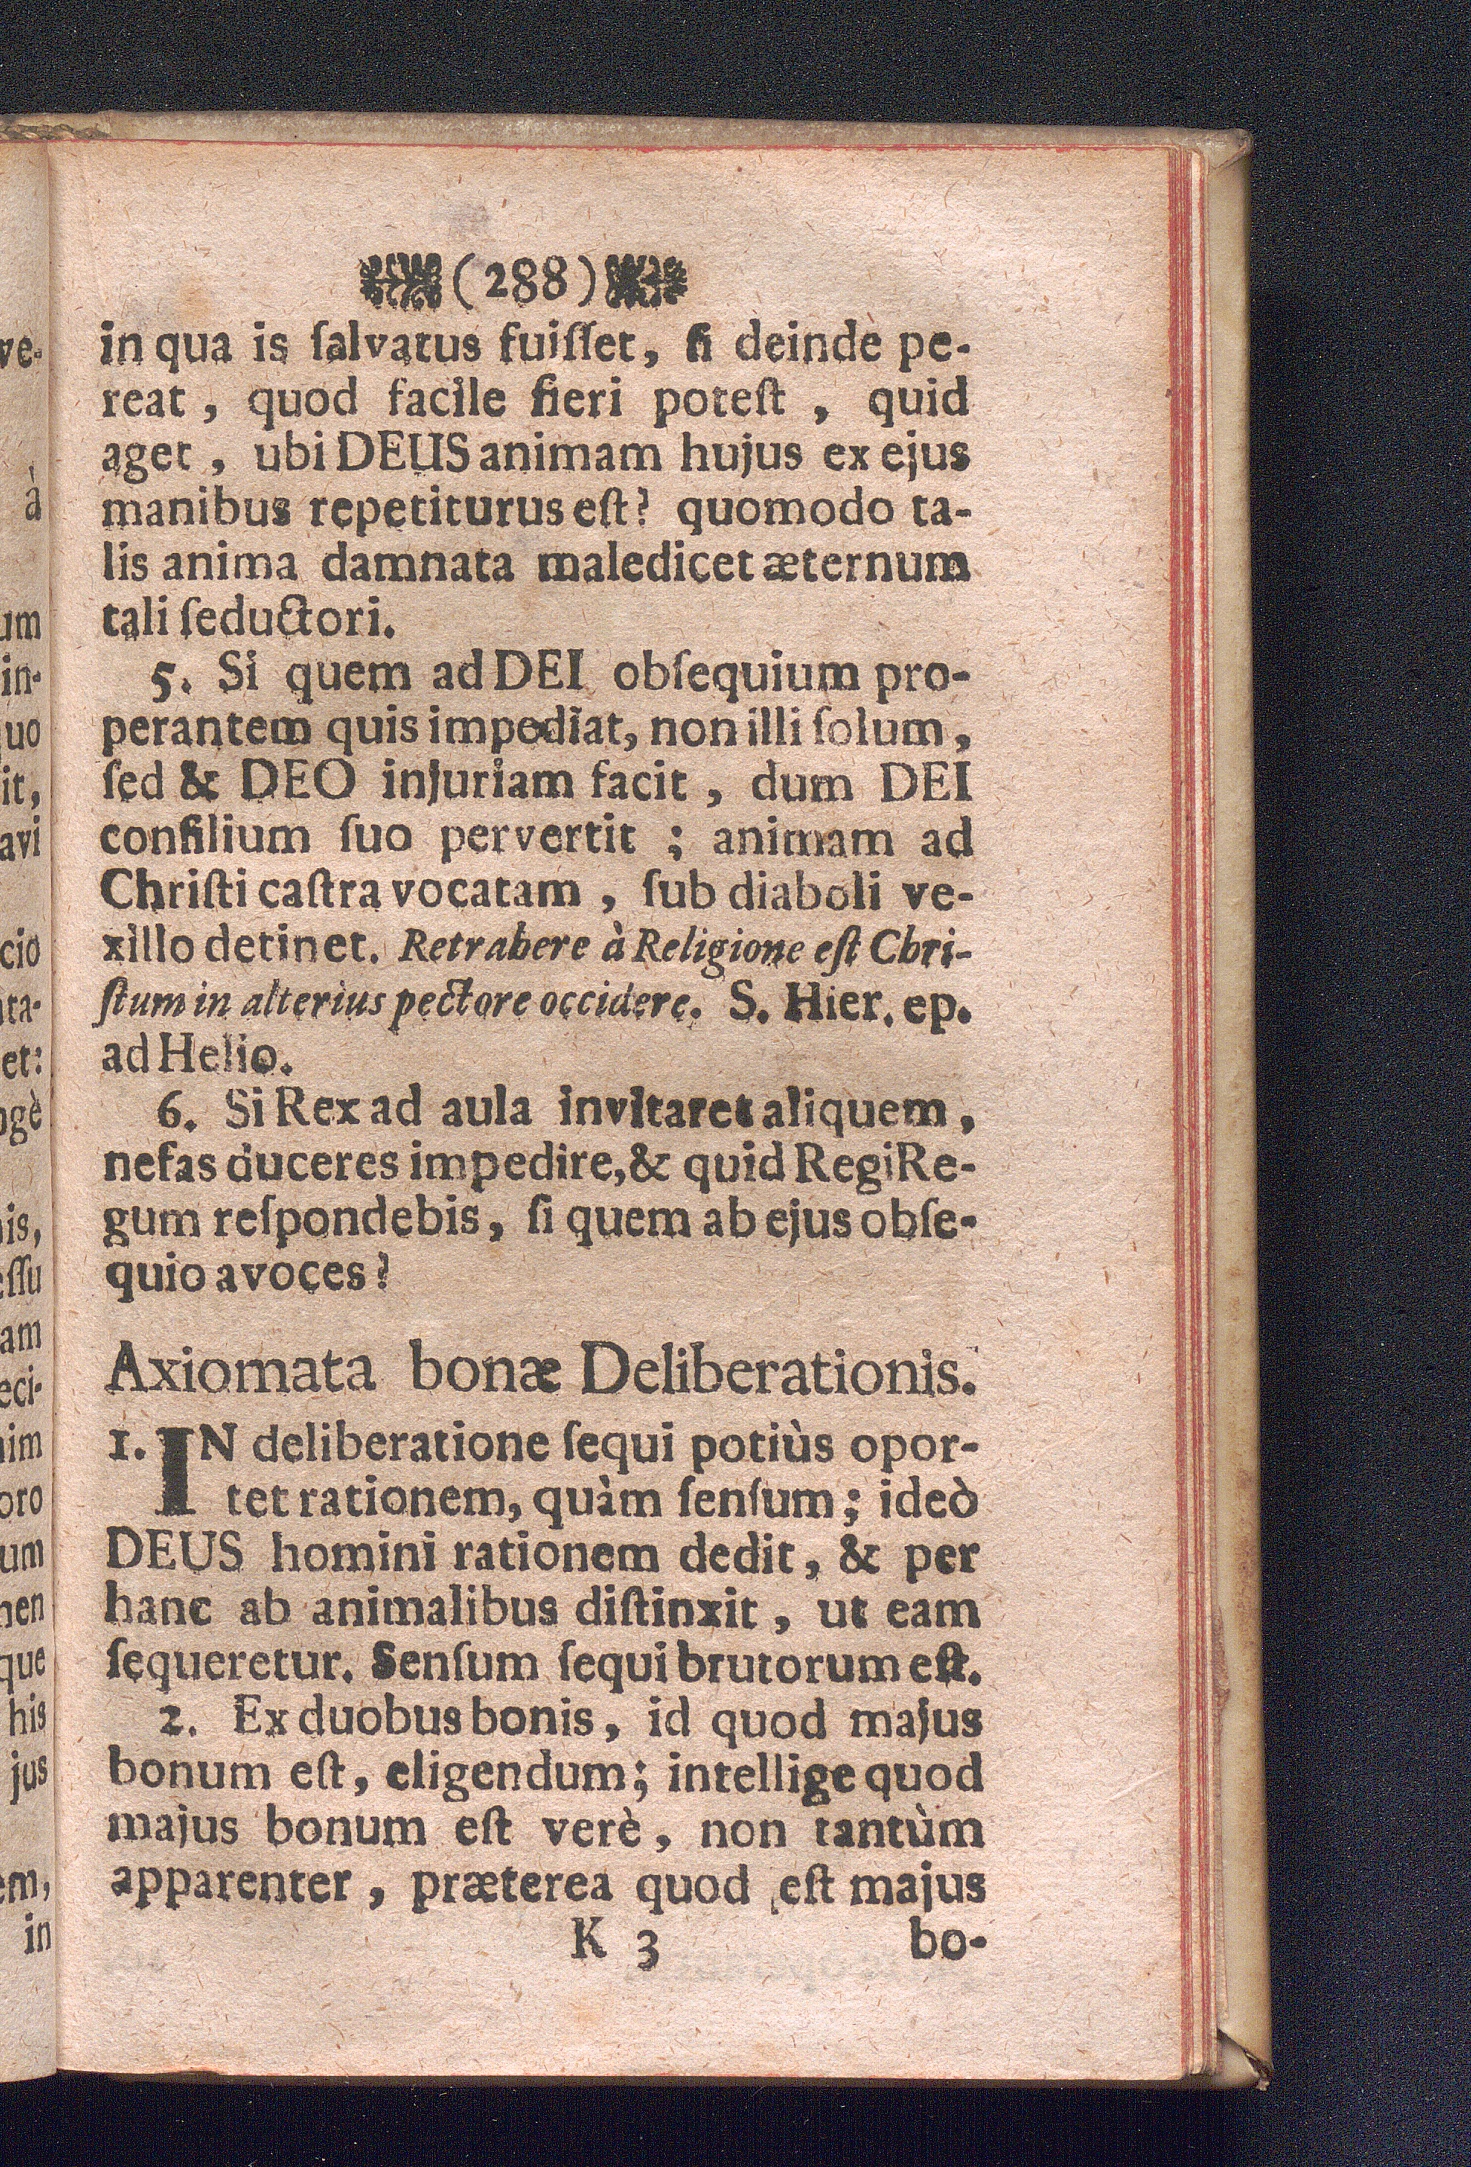 (288)
in qua is ſalvatus fuiſſet, ſi deinde pe-
reat, quod facile fieri poteſt, quid
aget, ubi DEUS animam hujus ex ejus
manibus repetiturus eſt? quomodo ta-
lis anima damnata maledicet æternum
tali ſeductori.
5. Si quem ad DEI obſequium pro-
perantem quis impediat, non illi ſolum,
ſed & DEO injuriam facit, dum DEI
conſilium ſuo pervertit; animam ad
Chriſti caſtra vocatam, ſub diaboli ve-
xillo detinet. Retrahere à Religione eſt Chri-
ſtum in alterius pectore occidere. S. Hier. ep.
ad Helio.
6. Si Rex ad aula invitaret aliquem,
nefas duceres impedire, & quid Regi Re-
gum reſpondebis, ſi quem ab ejus obſe-
quio avoces?
Axiomata bonæ Deliberationis.
1. IN deliberatione ſequi potiùs opor-
tet rationem, quàm ſenſum; ideò
DEUS homini rationem dedit, & per
hanc ab animalibus diſtinxit, ut eam
ſequeretur. Senſum ſequi brutorum eſt.
2. Ex duobus bonis, id quod majus
bonum eſt, eligendum; intellige quod
majus bonum eſt verè, non tantùm
apparenter, præterea quod eſt majus
K 3 bo-